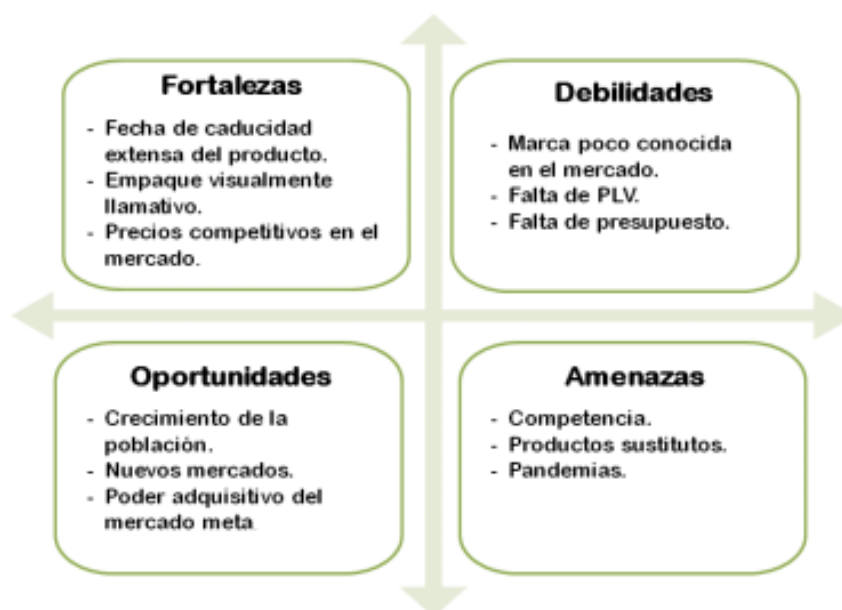 Fortalezas
- Fecha de caducidad
extensa del producto.
- Empaque visualmente
llamativo.
- Precios competitivos en el
mercado.
Debilidades
- Marca poco conocida
en el mercado.
- Falta de PLV.
- Falta de presupuesto.
Oportunidades
- Crecimiento de la
población.
- Nuevos mercados.
- Poder adquisitivo del
mercado meta.
Amenazas
- Competencia.
- Productos sustitutos.
- Pandemias.